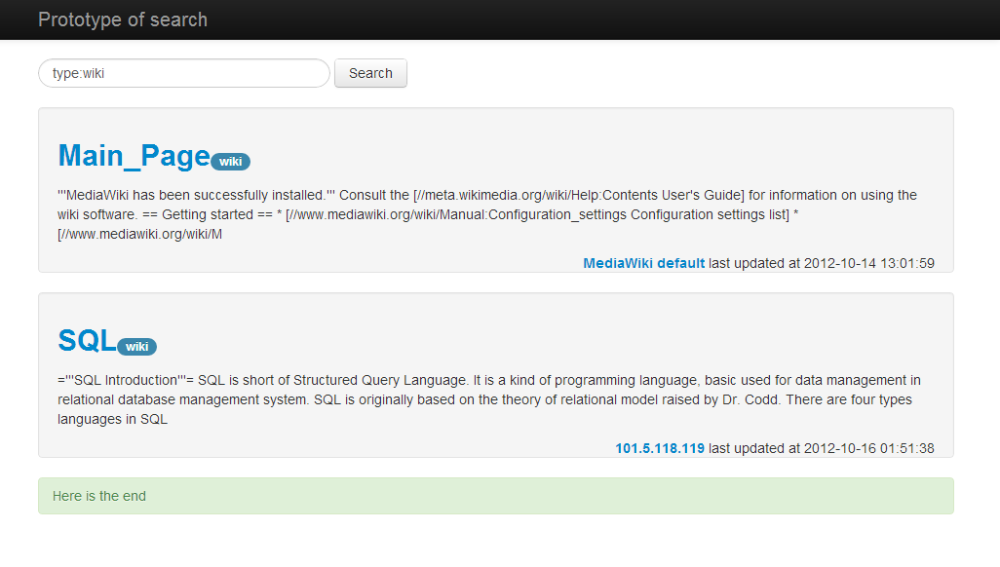 Prototype of search
type:wiki Search
Main_Page wiki
'''MediaWiki has been successfully installed.''' Consult the [//meta.wikimedia.org/wiki/Help:Contents User's Guide] for information on using the
wiki software. == Getting started == * [//www.mediawiki.org/wiki/Manual:Configuration_settings Configuration settings list] *
[//www.mediawiki.org/wiki/M
MediaWiki default last updated at 2012-10-14 13:01:59
SQL wiki
='''SQL Introduction'''= SQL is short of Structured Query Language. It is a kind of programming language, basic used for data management in
relational database management system. SQL is originally based on the theory of relational model raised by Dr. Codd. There are four types
languages in SQL
101.5.118.119 last updated at 2012-10-16 01:51:38
Here is the end